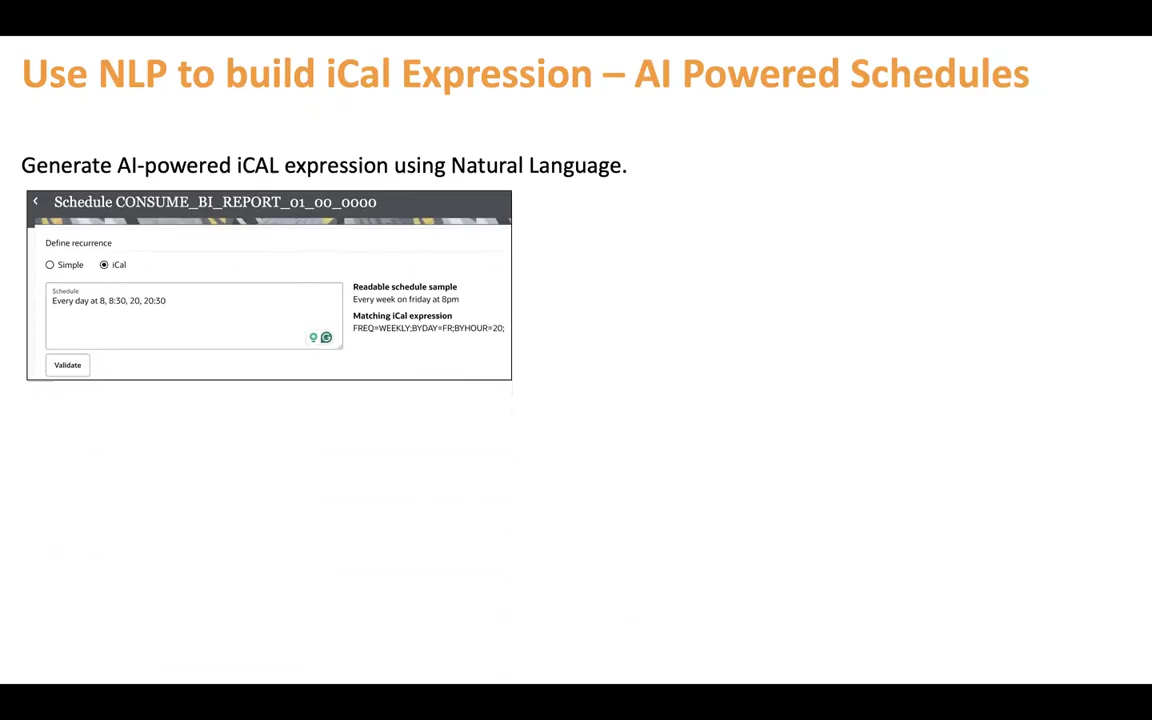 Use NLP to build iCal Expression – AI Powered Schedules
Generate AI-powered iCAL expression using Natural Language.
Schedule CONSUME_BI_REPORT_01_00_0000
Define recurrence
Simple
iCal
Schedule
Every day at 8, 8:30, 20, 20:30
Validate
Readable schedule sample
Every week on friday at 8pm
Matching iCal expression
FREQ=WEEKLY;BYDAY=FR;BYHOUR=20;